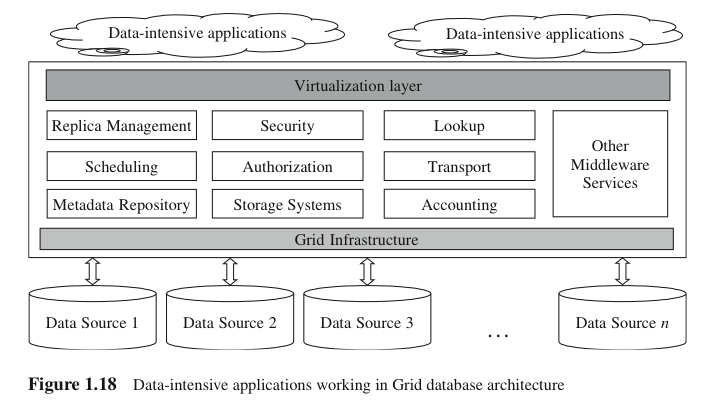 Data-intensive applications
Data-intensive applications
Virtualization layer
Replica Management
Security
Lookup
Other
Middleware
Services
Scheduling
Authorization
Transport
Metadata Repository
Storage Systems
Accounting
Grid Infrastructure
Data Source 1
Data Source 2
Data Source 3
...
Data Source n
Figure 1.18 Data-intensive applications working in Grid database architecture